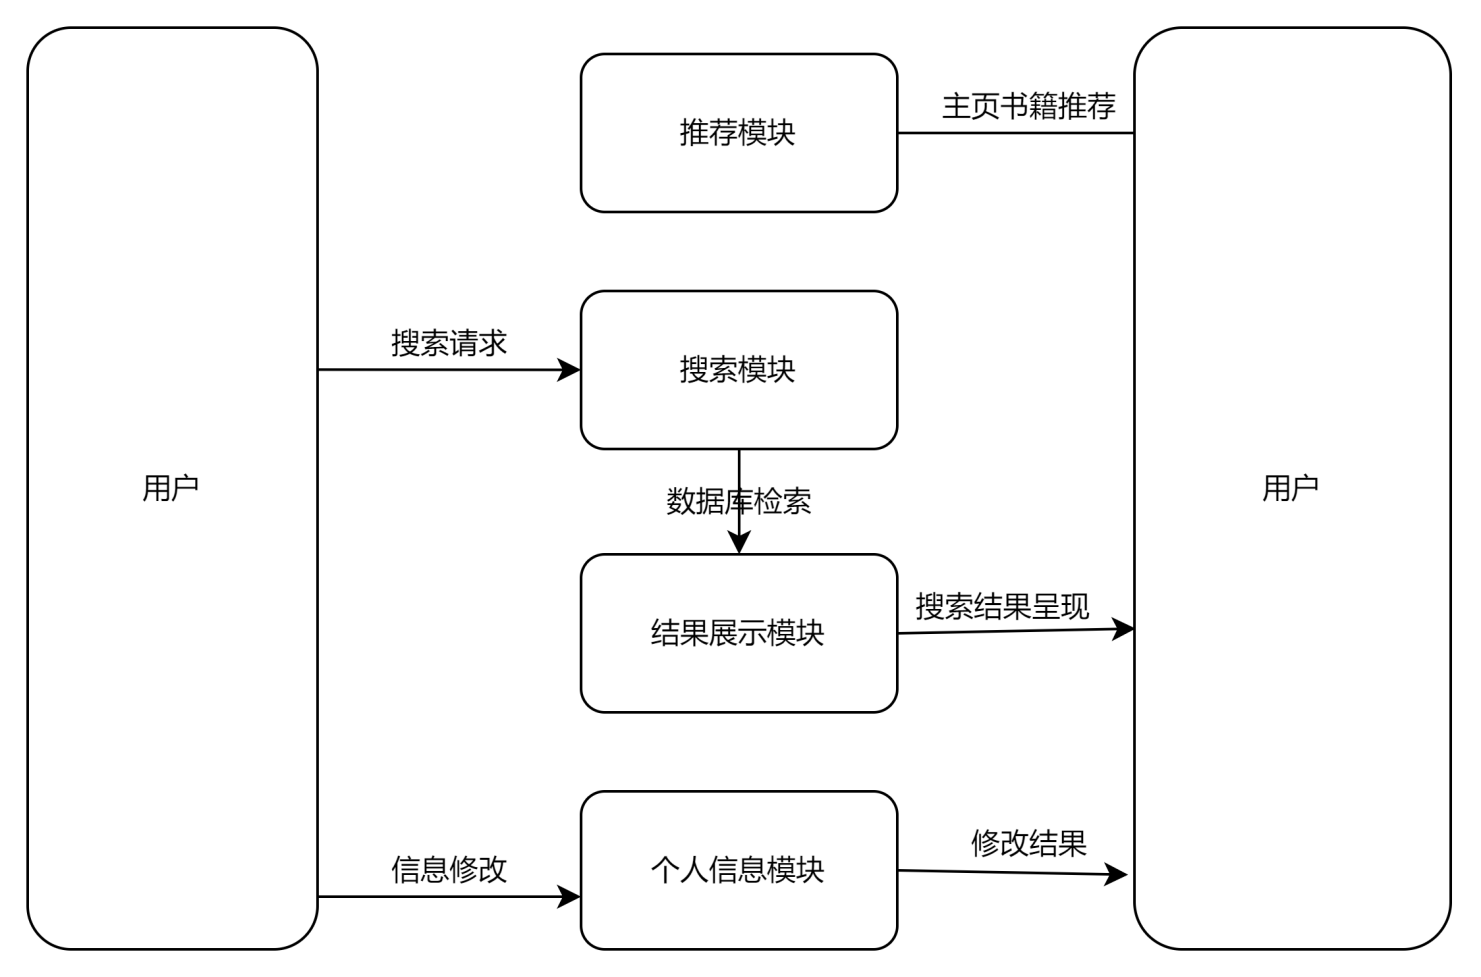 推荐模块
主页书籍推荐
搜索请求
搜索模块
用户
数据库检索
用户
结果展示模块
搜索结果呈现
信息修改
个人信息模块
修改结果